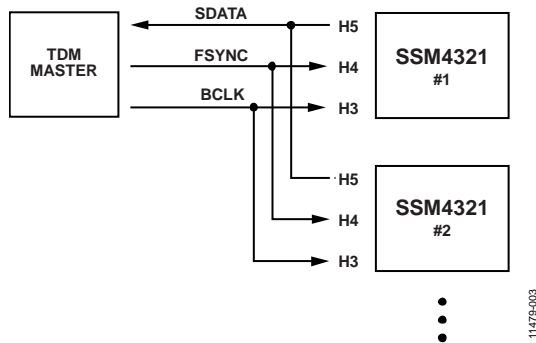 SDATA
H5
TDM
MASTER
FSYNC
H4
SSM4321
#1
BCLK
H3
H5
H4
SSM4321
#2
H3
11479-003